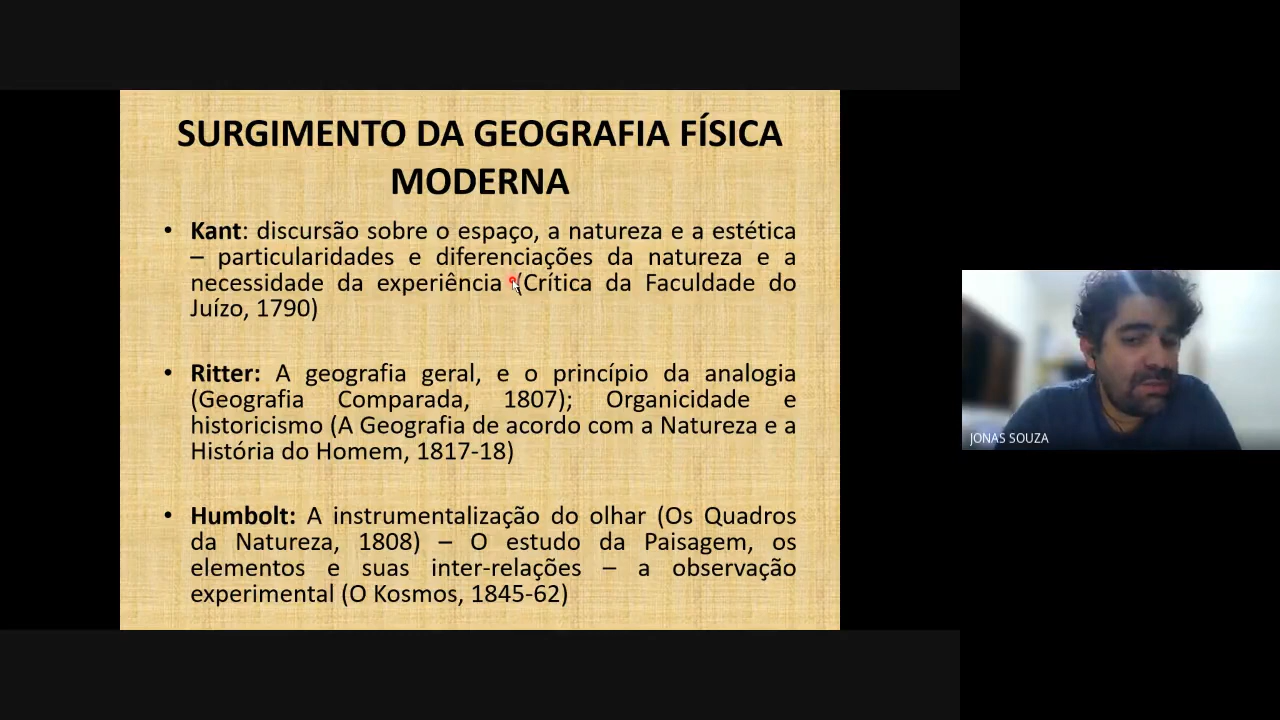 SURGIMENTO DA GEOGRAFIA FÍSICA
MODERNA
• Kant: discursão sobre o espaço, a natureza e a estética
– particularidades e diferenciações da natureza e a
necessidade da experiência (Crítica da Faculdade do
Juízo, 1790)
• Ritter: A geografia geral, e o princípio da analogia
(Geografia Comparada, 1807); Organicidade e
historicismo (A Geografia de acordo com a Natureza e a
História do Homem, 1817-18)
• Humbolt: A instrumentalização do olhar (Os Quadros
da Natureza, 1808) – O estudo da Paisagem, os
elementos e suas inter-relações – a observação
experimental (O Kosmos, 1845-62)
JONAS SOUZA